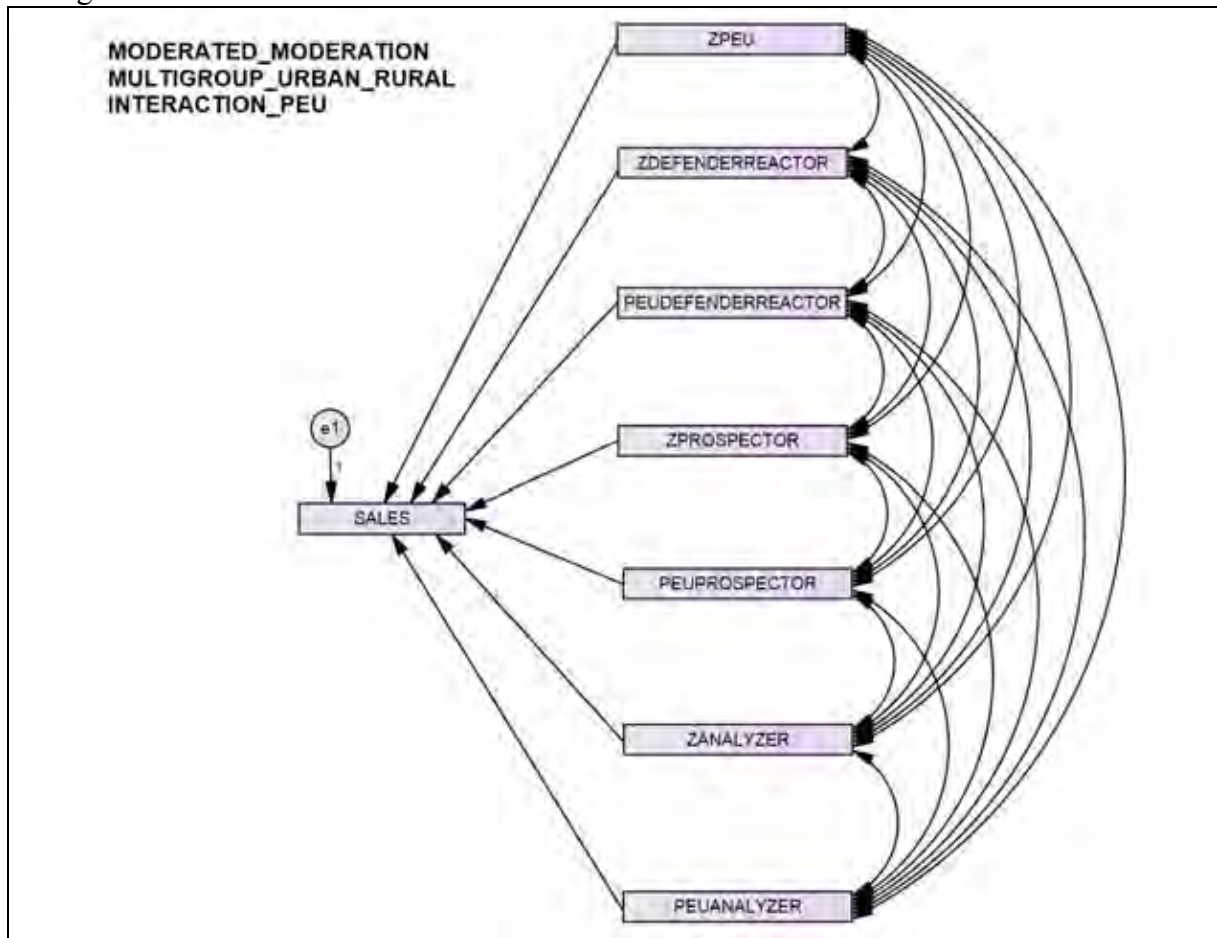 MODERATED_MODERATION
MULTIGROUP_URBAN_RURAL
INTERACTION_PEU
ZPEU
ZDEFENDERREACTOR
PEUDEFENDERREACTOR
ZPROSPECTOR
e1
1
SALES
PEUPROSPECTOR
ZANALYZER
PEUANALYZER